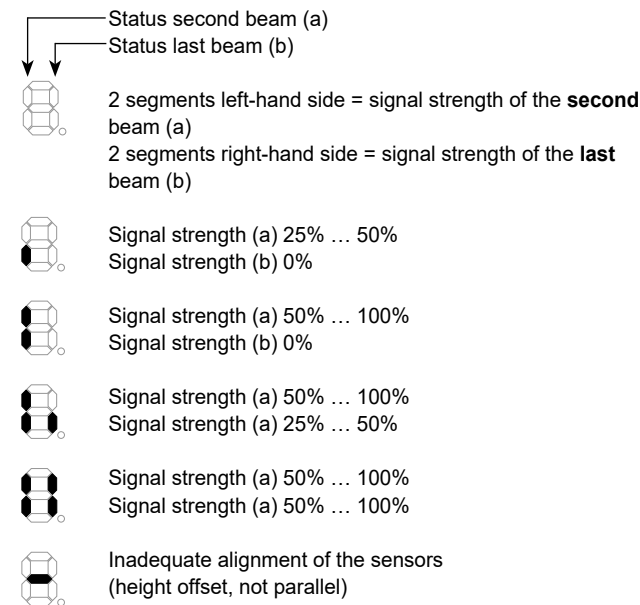 Status second beam (a)
Status last beam (b)
2 segments left-hand side = signal strength of the second
beam (a)
2 segments right-hand side = signal strength of the last
beam (b)
Signal strength (a) 25% … 50%
Signal strength (b) 0%
Signal strength (a) 50% … 100%
Signal strength (b) 0%
Signal strength (a) 50% … 100%
Signal strength (a) 25% … 50%
Signal strength (a) 50% … 100%
Signal strength (a) 50% … 100%
Inadequate alignment of the sensors
(height offset, not parallel)